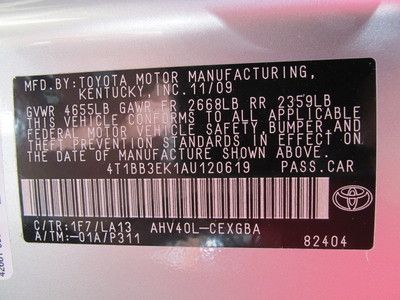 MFD.BY:TOYOTA MOTOR MANUFACTURING,
KENTUCKY,INC.11/09
GVWR 4655LB GAWR FR 2668LB RR 2359LB
THIS VEHICLE CONFORMS TO ALL APPLICABLE
FEDERAL MOTOR VEHICLE SAFETY,BUMPER,AND
THEFT PREVENTION STANDARDS IN EFFECT ON
THE DATE OF MANUFACTURE SHOWN ABOVE.
4T1BB3EK1AU120619 PASS.CAR
C/TR:1F7/LA13 AHV40L-CEXGBA
A/TM:-01A/P311 82404
TOYOTA